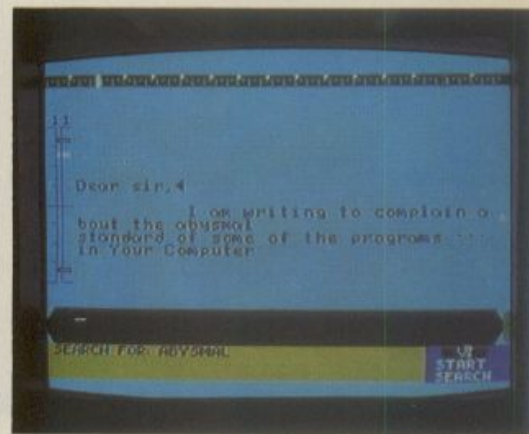 11
Dear sir,
I am writing to complain a
bout the abysmal
standard of some of the programs
in Your Computer
SEARCH FOR: ABYSMAL
START
SEARCH